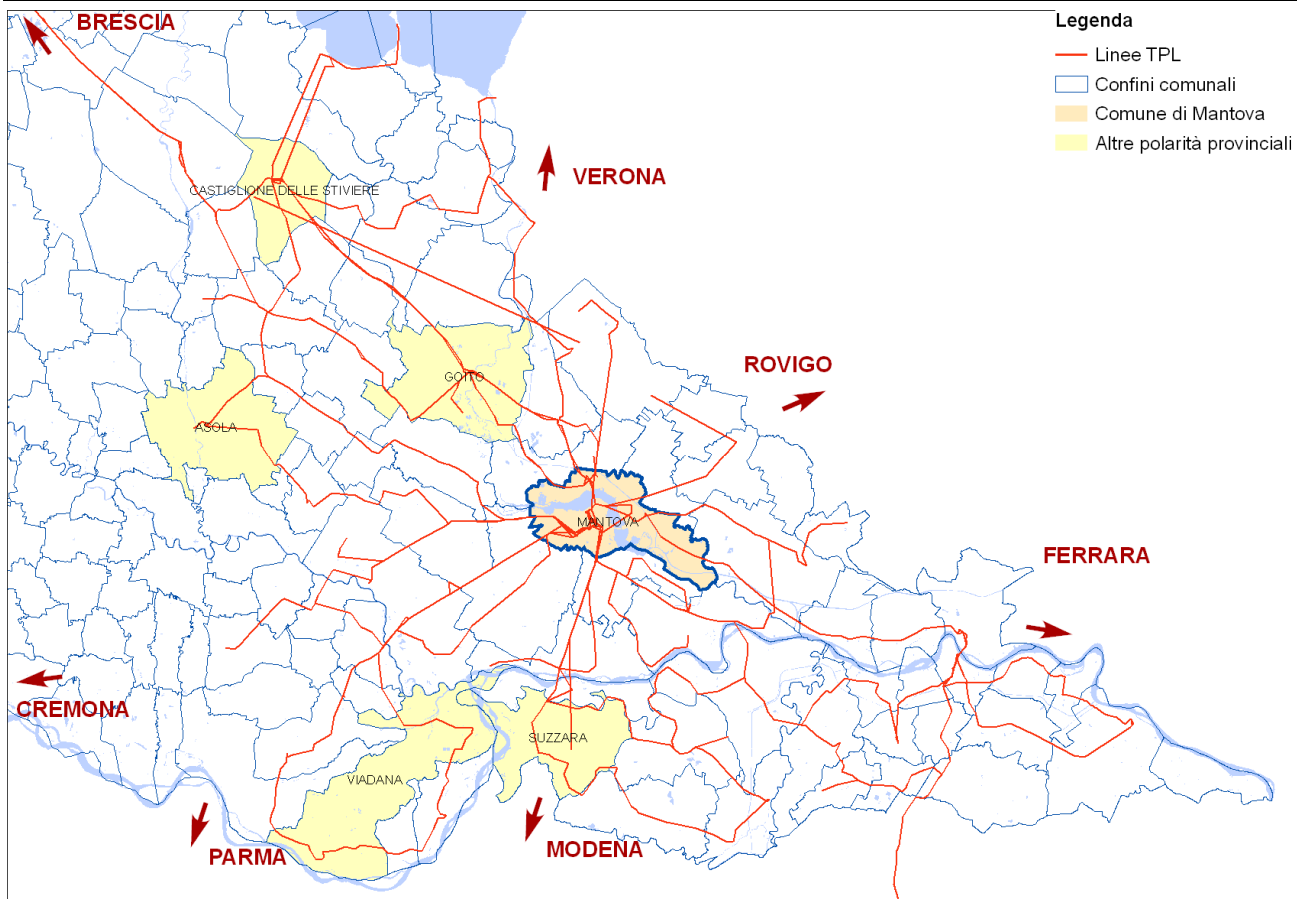 BRESCIA
Legenda
Linee TPL
Confini comunali
Comune di Mantova
Altre polarità provinciali
VERONA
CASTIGLIONE DELLE STIVIERE
ROVIGO
GOITO
ASOLA
MANTOVA
FERRARA
CREMONA
SUZZARA
VIADANA
MODENA
PARMA